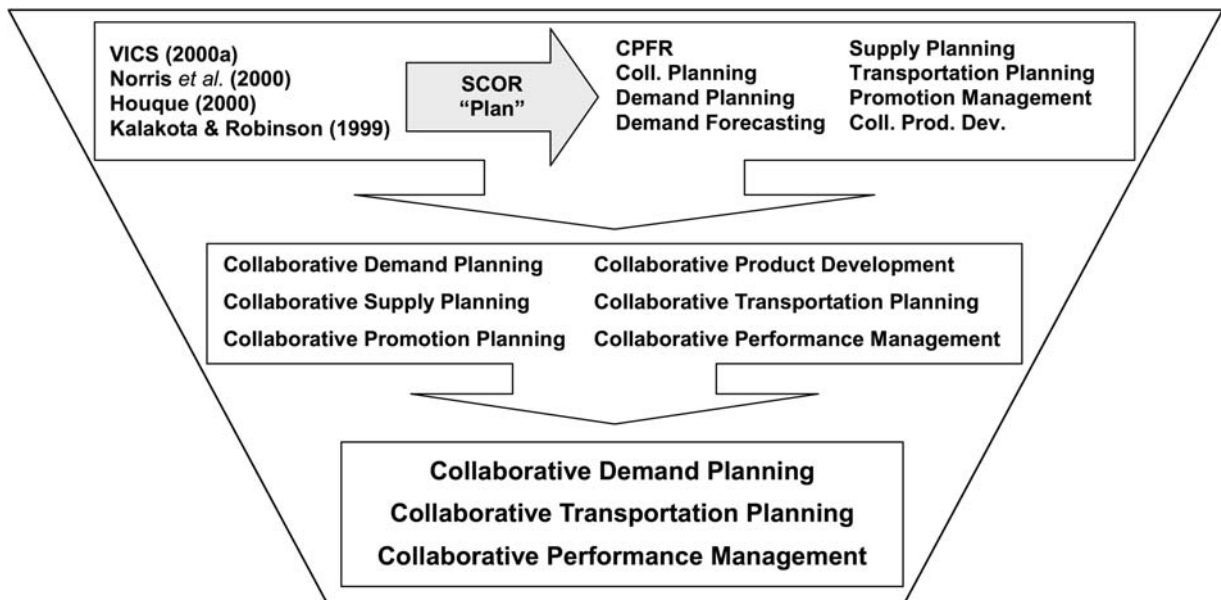 VICS (2000a)
Norris et al. (2000)
Houque (2000)
Kalakota & Robinson (1999)
SCOR
“Plan”
CPFR
Coll. Planning
Demand Planning
Demand Forecasting
Supply Planning
Transportation Planning
Promotion Management
Coll. Prod. Dev.
Collaborative Demand Planning
Collaborative Supply Planning
Collaborative Promotion Planning
Collaborative Product Development
Collaborative Transportation Planning
Collaborative Performance Management
Collaborative Demand Planning
Collaborative Transportation Planning
Collaborative Performance Management